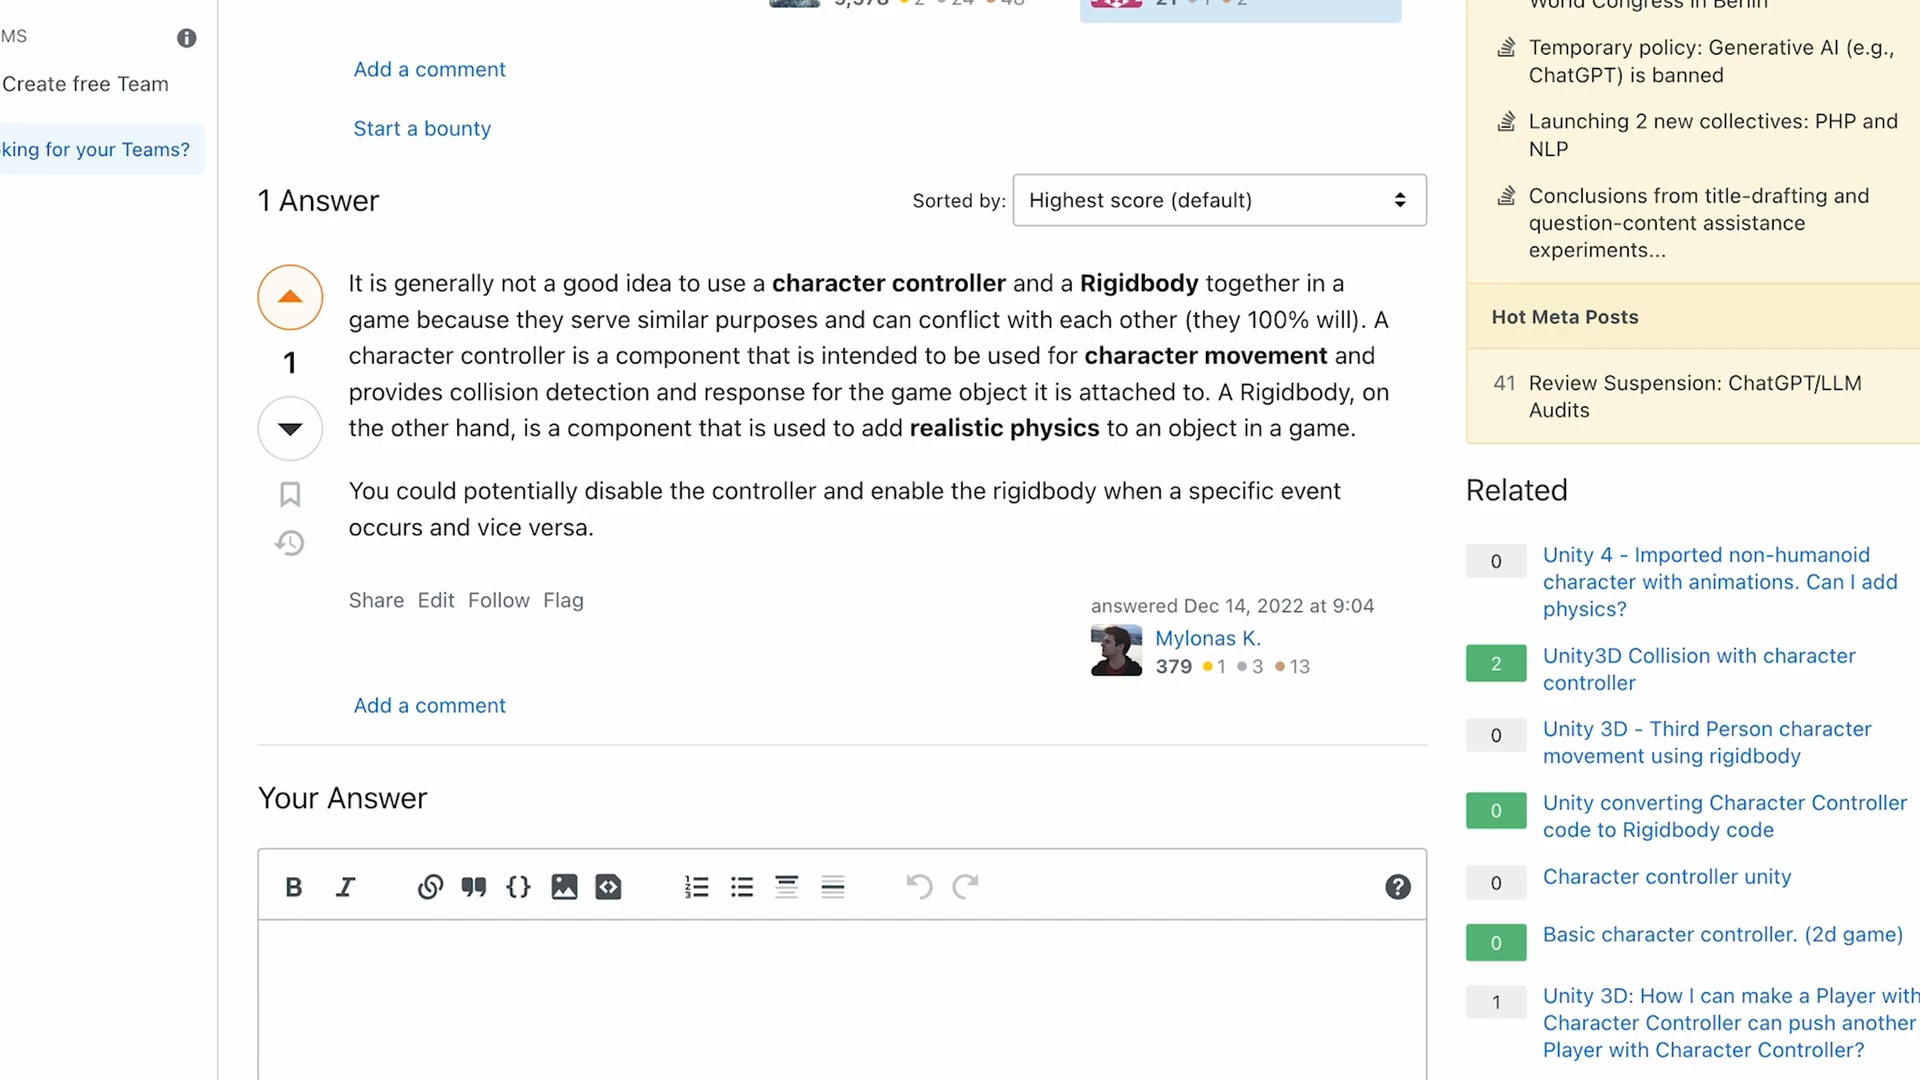 MS
Create free Team
king for your Teams?
Add a comment
Start a bounty
1 Answer
Sorted by:
Highest score (default)
It is generally not a good idea to use a character controller and a Rigidbody together in a
game because they serve similar purposes and can conflict with each other (they 100% will). A
character controller is a component that is intended to be used for character movement and
provides collision detection and response for the game object it is attached to. A Rigidbody, on
the other hand, is a component that is used to add realistic physics to an object in a game.
1
You could potentially disable the controller and enable the rigidbody when a specific event
occurs and vice versa.
Share Edit Follow Flag
answered Dec 14, 2022 at 9:04
Mylonas K.
379 1 3 13
Add a comment
Your Answer
World Congress in Berlin
Temporary policy: Generative AI (e.g.,
ChatGPT) is banned
Launching 2 new collectives: PHP and
NLP
Conclusions from title-drafting and
question-content assistance
experiments...
Hot Meta Posts
41 Review Suspension: ChatGPT/LLM
Audits
Related
0 Unity 4 - Imported non-humanoid
character with animations. Can I add
physics?
2 Unity3D Collision with character
controller
0 Unity 3D - Third Person character
movement using rigidbody
0 Unity converting Character Controller
code to Rigidbody code
0 Character controller unity
0 Basic character controller. (2d game)
1 Unity 3D: How I can make a Player with
Character Controller can push another
Player with Character Controller?